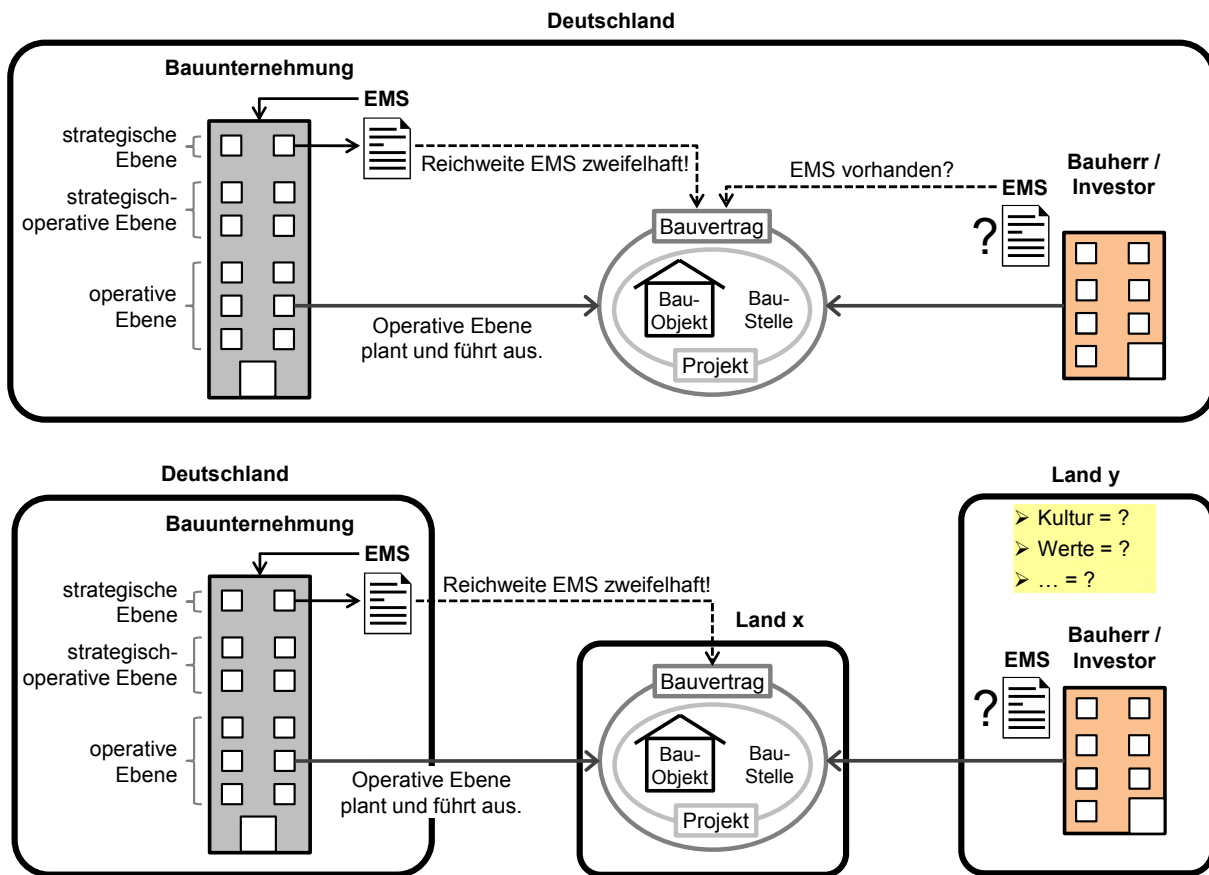 Deutschland
Bauunternehmung
EMS
strategische
Ebene
Reichweite EMS zweifelhaft!
EMS vorhanden?
Bauherr /
Investor
EMS
?
strategisch-
operative Ebene
Bauvertrag
operative
Ebene
Bau-
Objekt
Bau-
Stelle
Operative Ebene
plant und führt aus.
Projekt
Deutschland
Land y
Bauunternehmung
➢ Kultur = ?
➢ Werte = ?
➢ … = ?
EMS
strategische
Ebene
Reichweite EMS zweifelhaft!
Land x
Bauherr /
Investor
EMS
?
strategisch-
operative Ebene
Bauvertrag
operative
Ebene
Bau-
Objekt
Bau-
Stelle
Operative Ebene
plant und führt aus.
Projekt